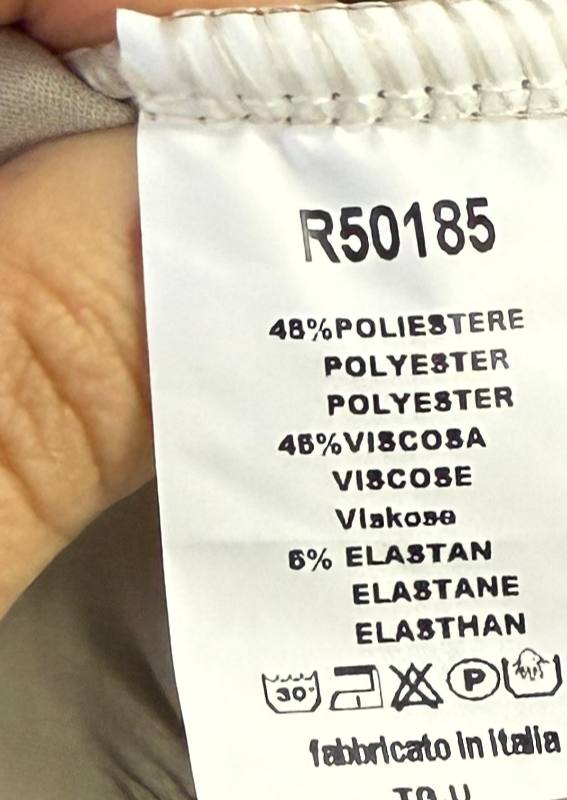 R50185
48%POLIESTERE
POLYESTER
POLYESTER
46%VISCOSA
VISCOSE
Viskose
6% ELASTAN
ELASTANE
ELASTHAN
30° P
fabbricato in Italia